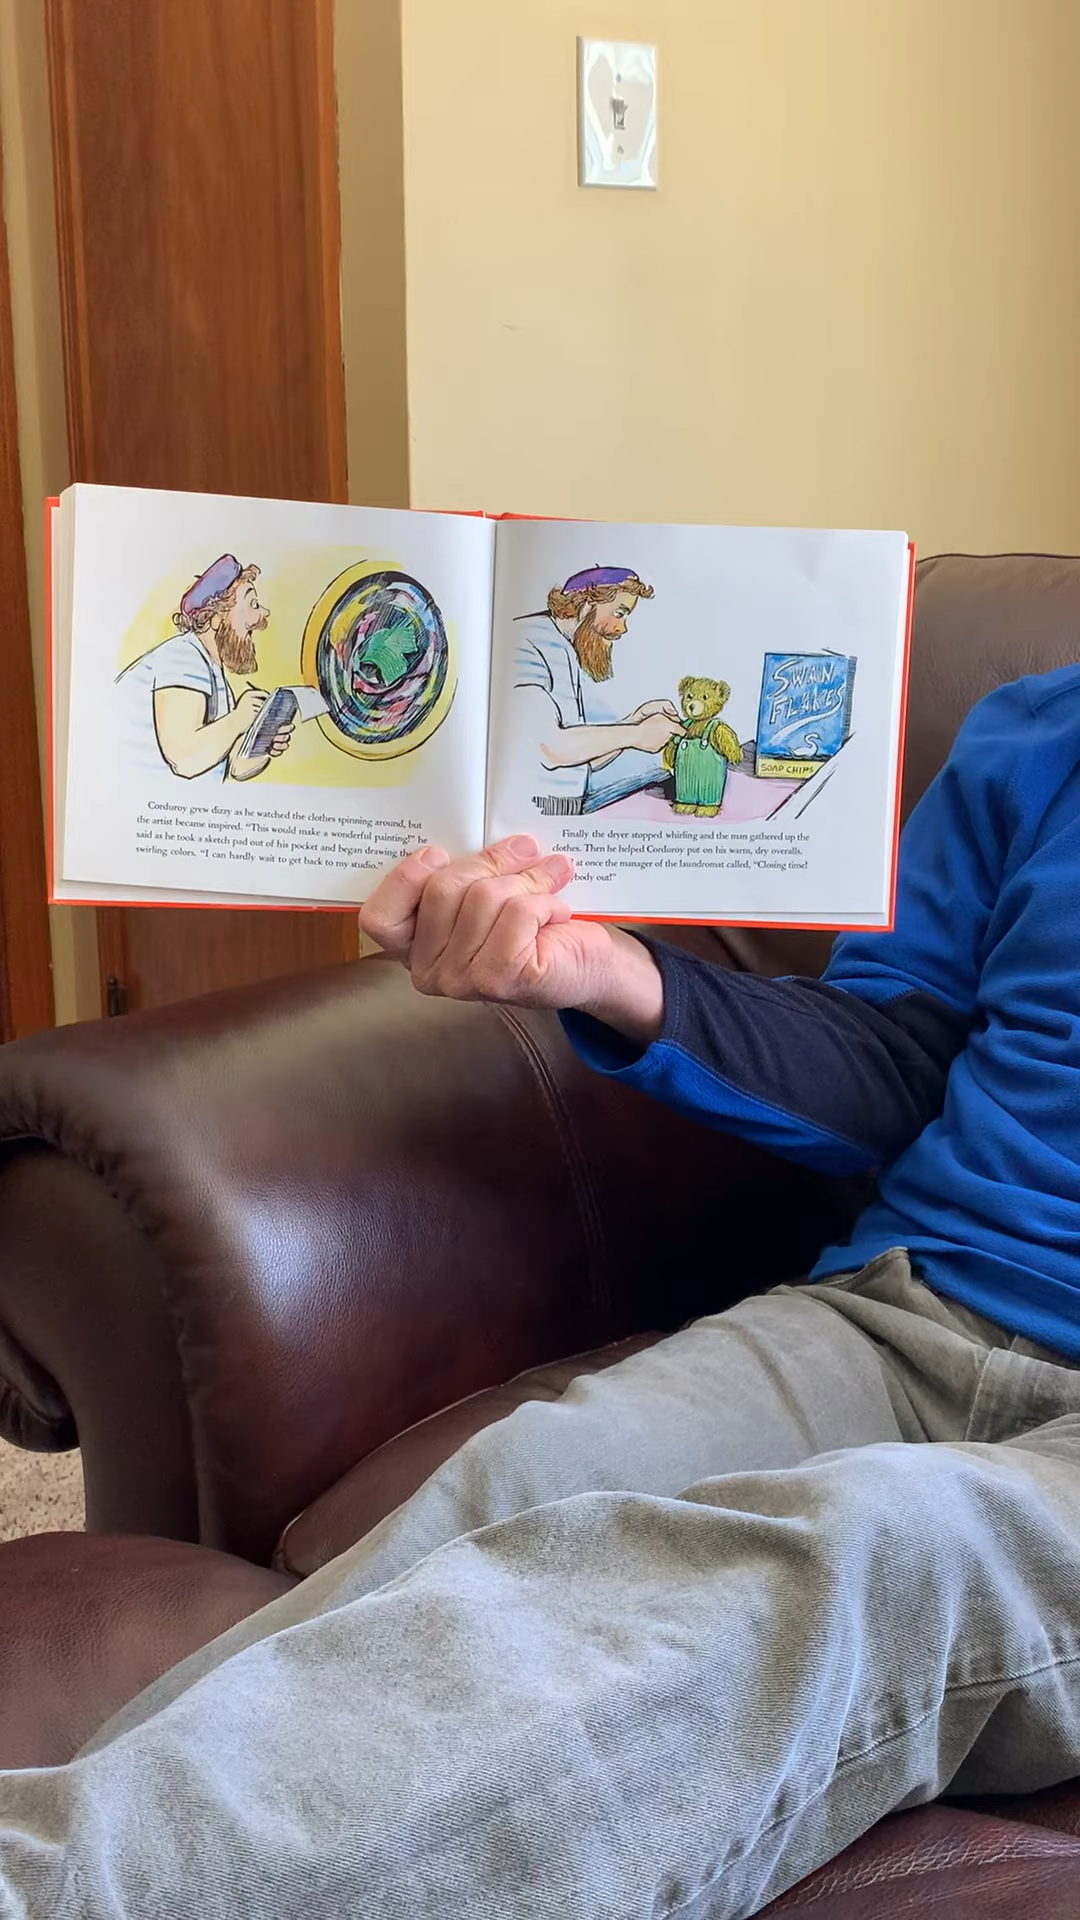 Corduroy grew dizzy as he watched the clothes spinning around, but
the artist became inspired. "This would make a wonderful painting!" he
said as he took a sketch pad out of his pocket and began drawing
swirling colors. "I can hardly wait to get back to my studio."
SWAN
FLAKES
SOAP CHIPS
Finally the dryer stopped whirling and the man gathered up the
clothes. Then he helped Corduroy put on his warm, dry overalls.
at once the manager of the laundromat called, "Closing time!
body out!"